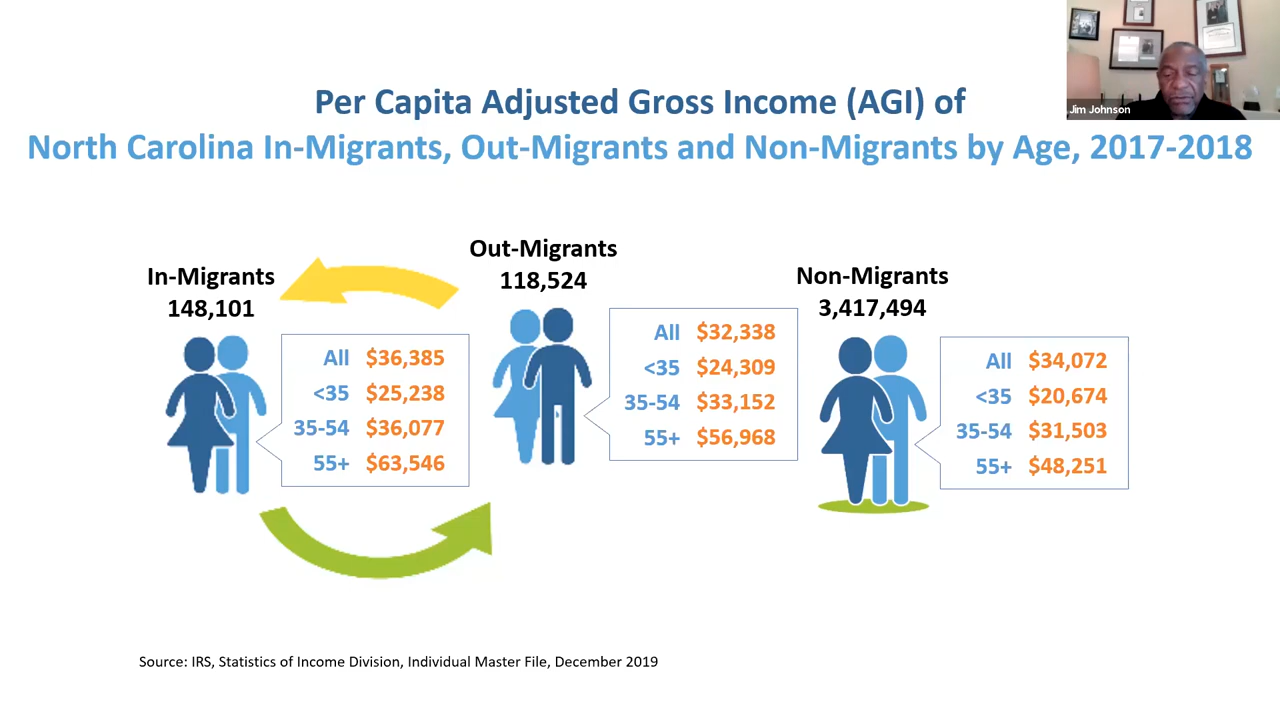 Jim Johnson
Per Capita Adjusted Gross Income (AGI) of
North Carolina In-Migrants, Out-Migrants and Non-Migrants by Age, 2017-2018
In-Migrants
148,101
All $36,385
<35 $25,238
35-54 $36,077
55+ $63,546
Out-Migrants
118,524
All $32,338
<35 $24,309
35-54 $33,152
55+ $56,968
Non-Migrants
3,417,494
All $34,072
<35 $20,674
35-54 $31,503
55+ $48,251
Source: IRS, Statistics of Income Division, Individual Master File, December 2019